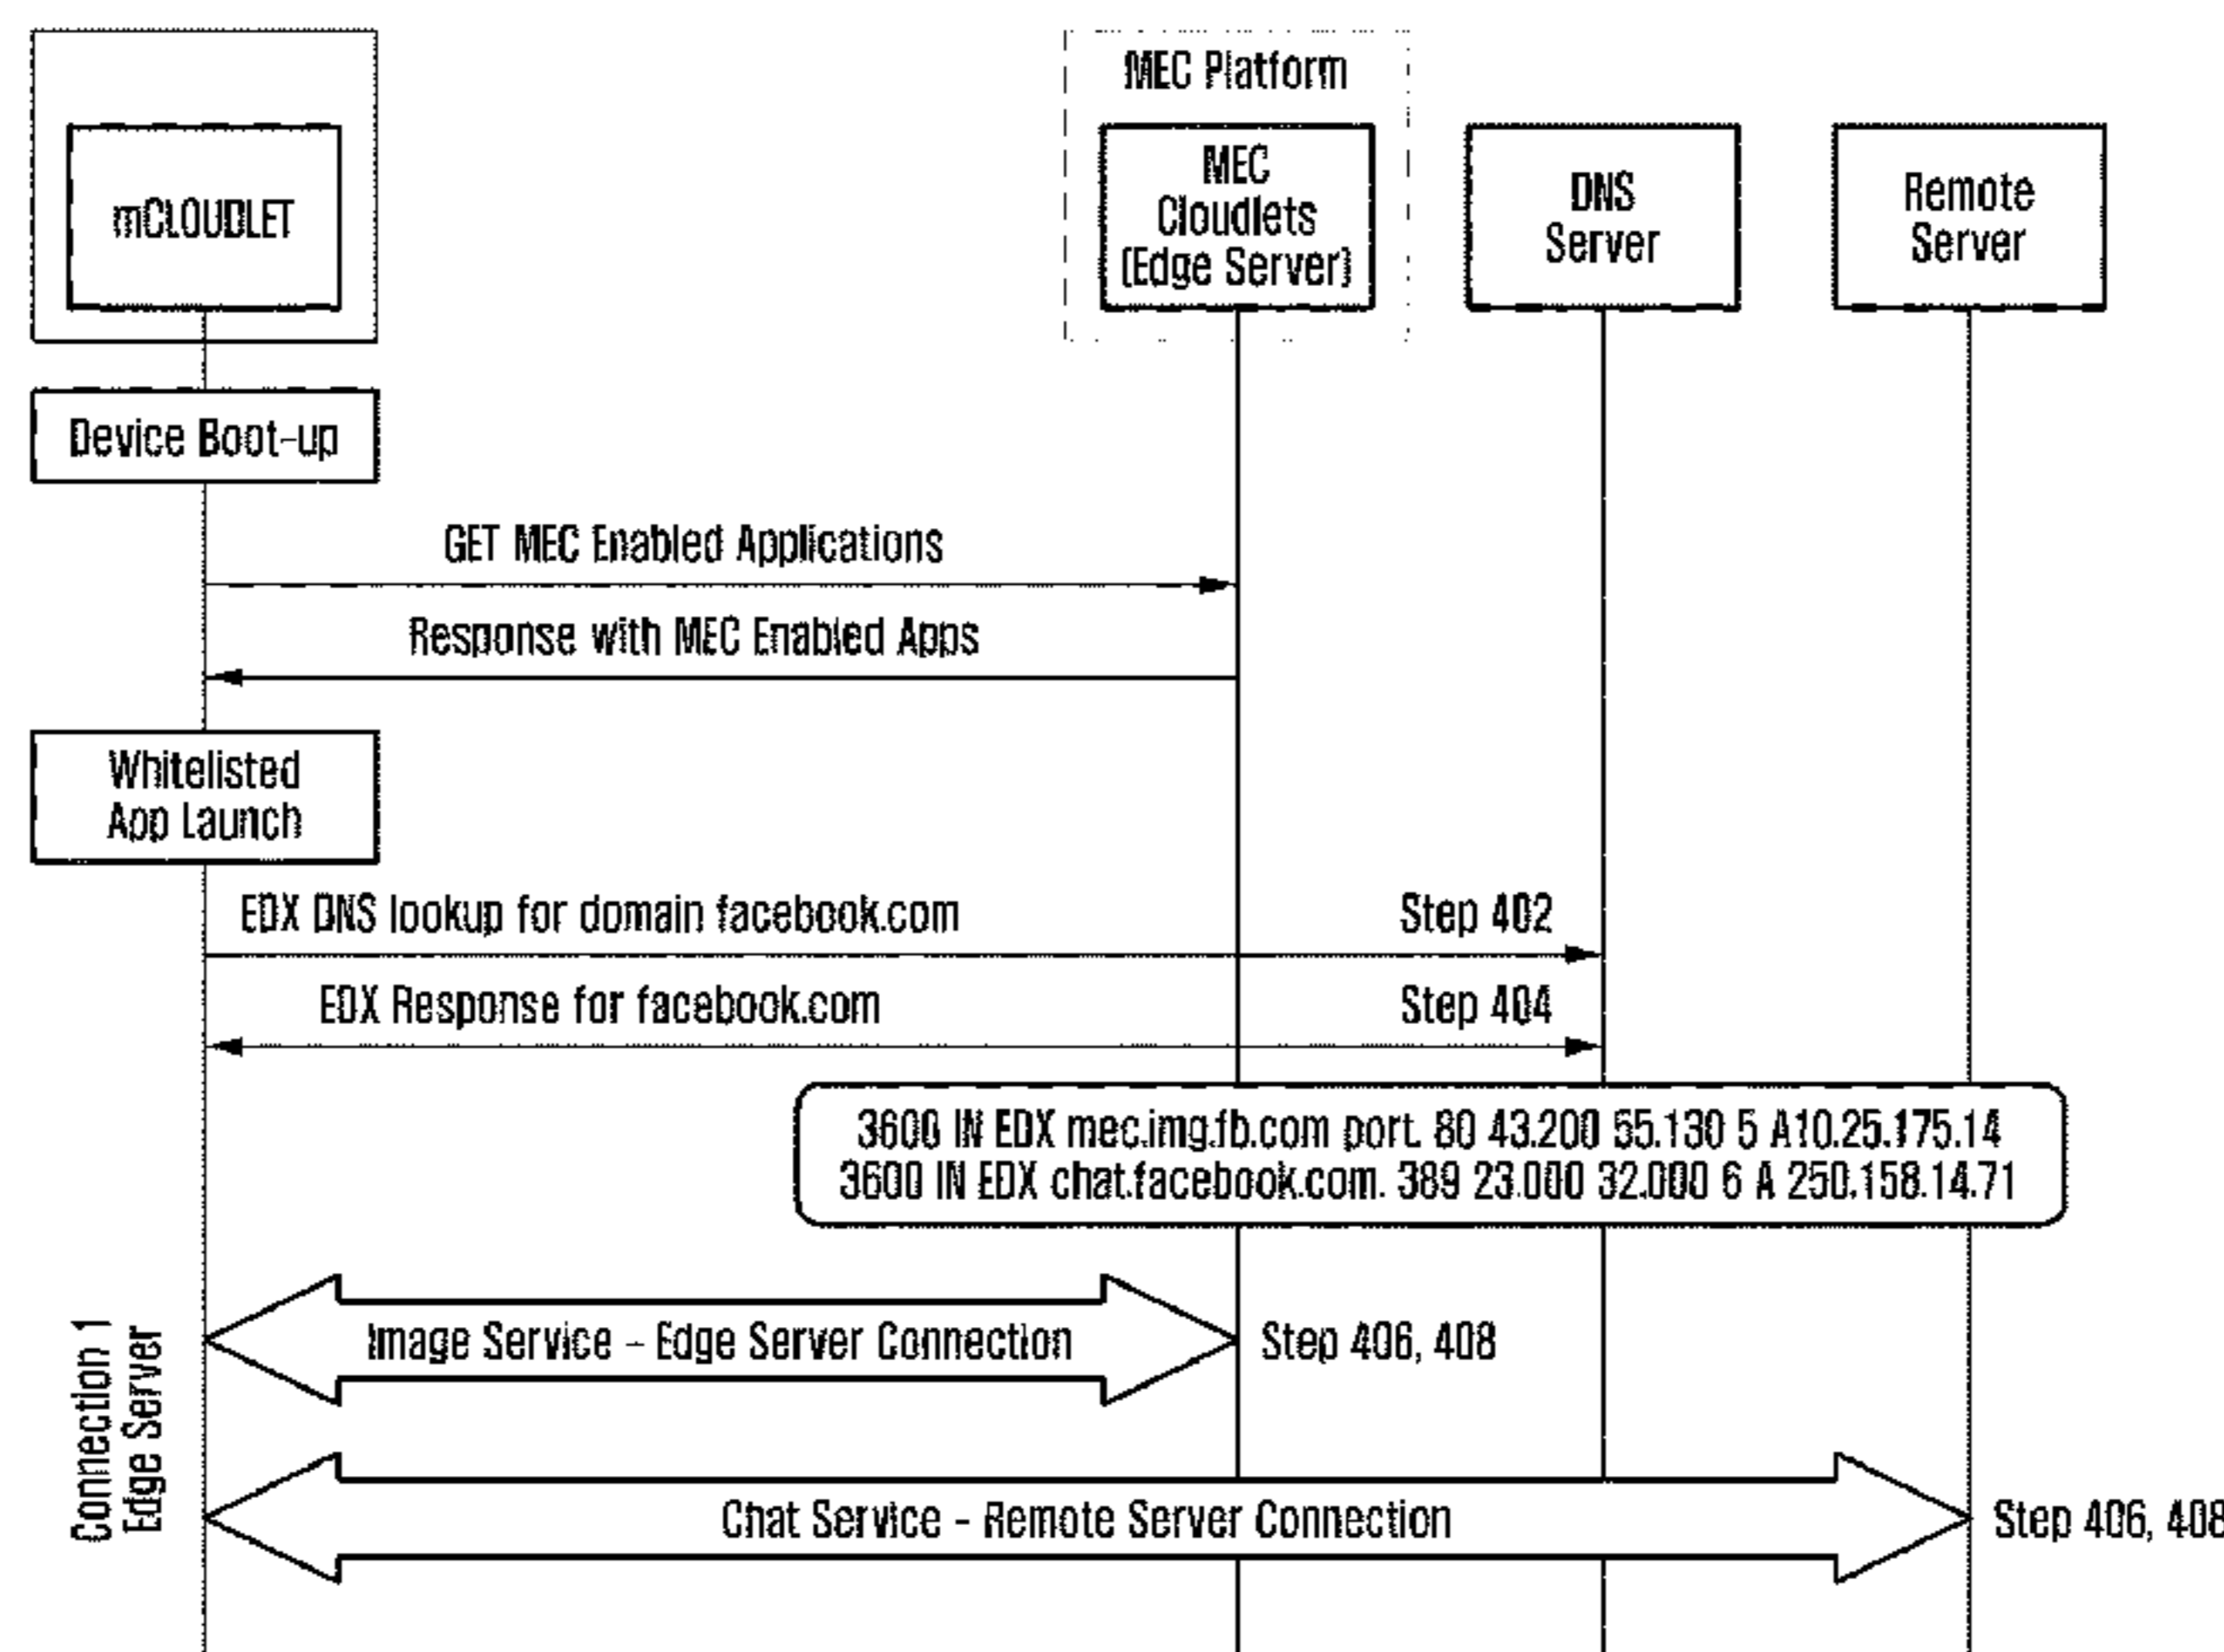 MEC Platform
mCLOUDLET
MEC
Cloudlets
(Edge Server)
DNS
Server
Remote
Server
Device Boot-up
GET MEC Enabled Applications
Response with MEC Enabled Apps
Whitelisted
App Launch
EDX DNS lookup for domain facebook.com
Step 402
EDX Response for facebook.com
Step 404
3600 IN EDX mec.img.fb.com port. 80 43.200 55.130 5 A10.25.175.14
3600 IN EDX chat.facebook.com. 389 23.000 32.000 6 A 250.158.14.71
Connection 1
Edge Server
Image Service - Edge Server Connection
Step 406, 408
Chat Service - Remote Server Connection
Step 406, 408